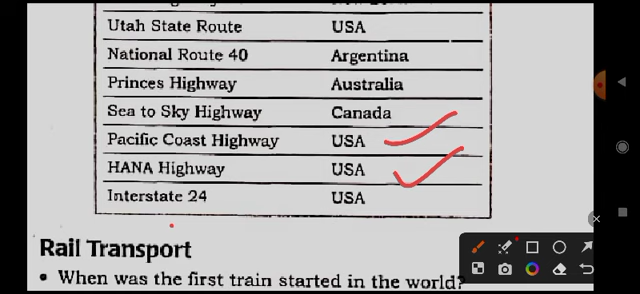 Utah State Route USA
National Route 40 Argentina
Princes Highway Australia
Sea to Sky Highway Canada
Pacific Coast Highway USA
HANA Highway USA
Interstate 24 USA
Rail Transport
• When was the first train started in the world?